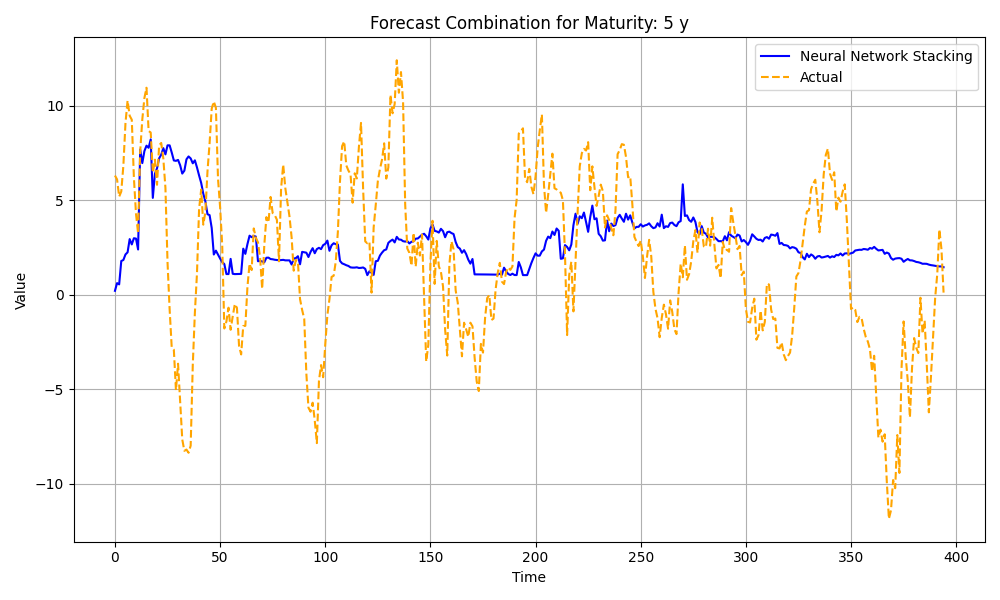 Forecast Combination for Maturity: 5 y
Neural Network Stacking
Actual
Value
10
5
0
−5
−10
0 50 100 150 200 250 300 350 400
Time